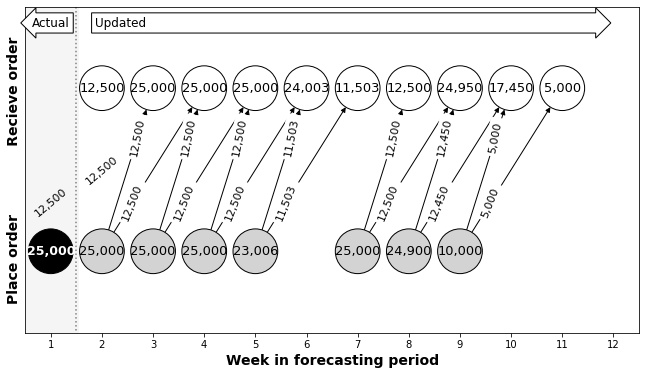 Actual
Updated
Recieve order
12,500 25,000 25,000 25,000 24,003 11,503 12,500 24,950 17,450 5,000
12,500 12,500 12,500 11,503 12,500 12,450 5,000
12,500 12,500 12,500 12,500 12,500 11,503 12,500 12,450 5,000
Place order
25,000 25,000 25,000 25,000 23,006 25,000 24,900 10,000
1 2 3 4 5 6 7 8 9 10 11 12
Week in forecasting period